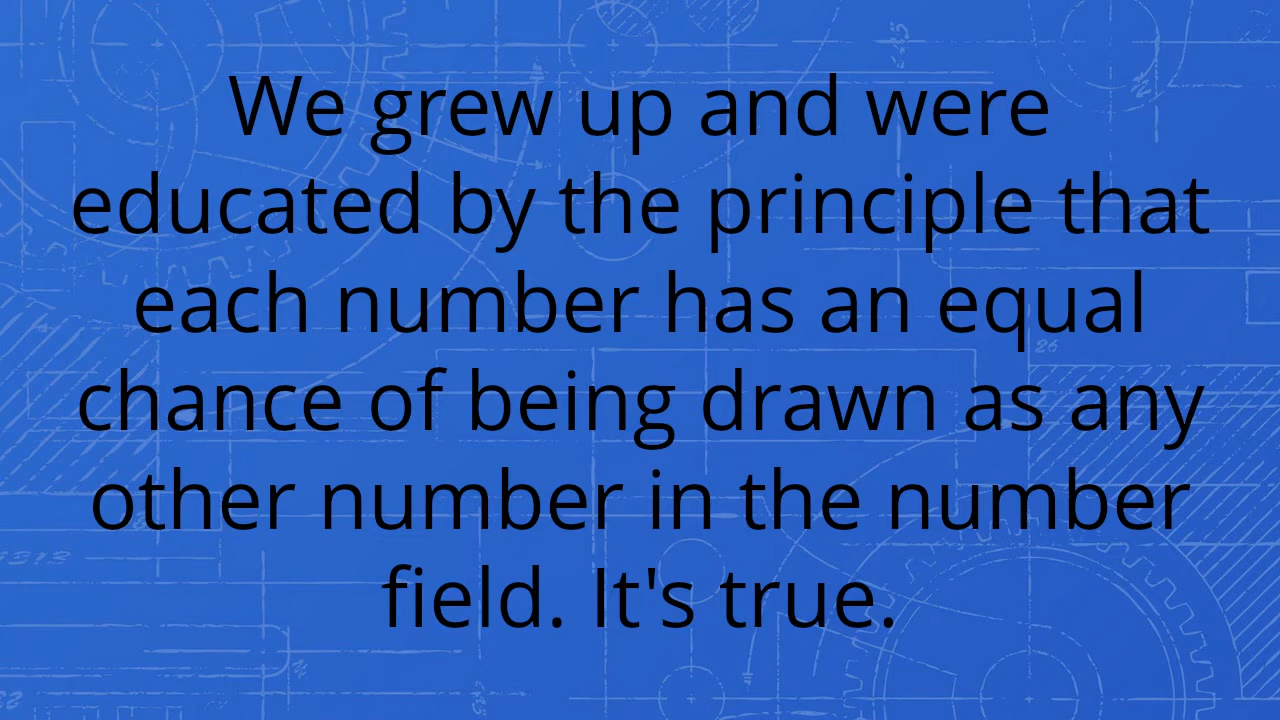 We grew up and were
educated by the principle that
each number has an equal
chance of being drawn as any
other number in the number
field. It's true.
26